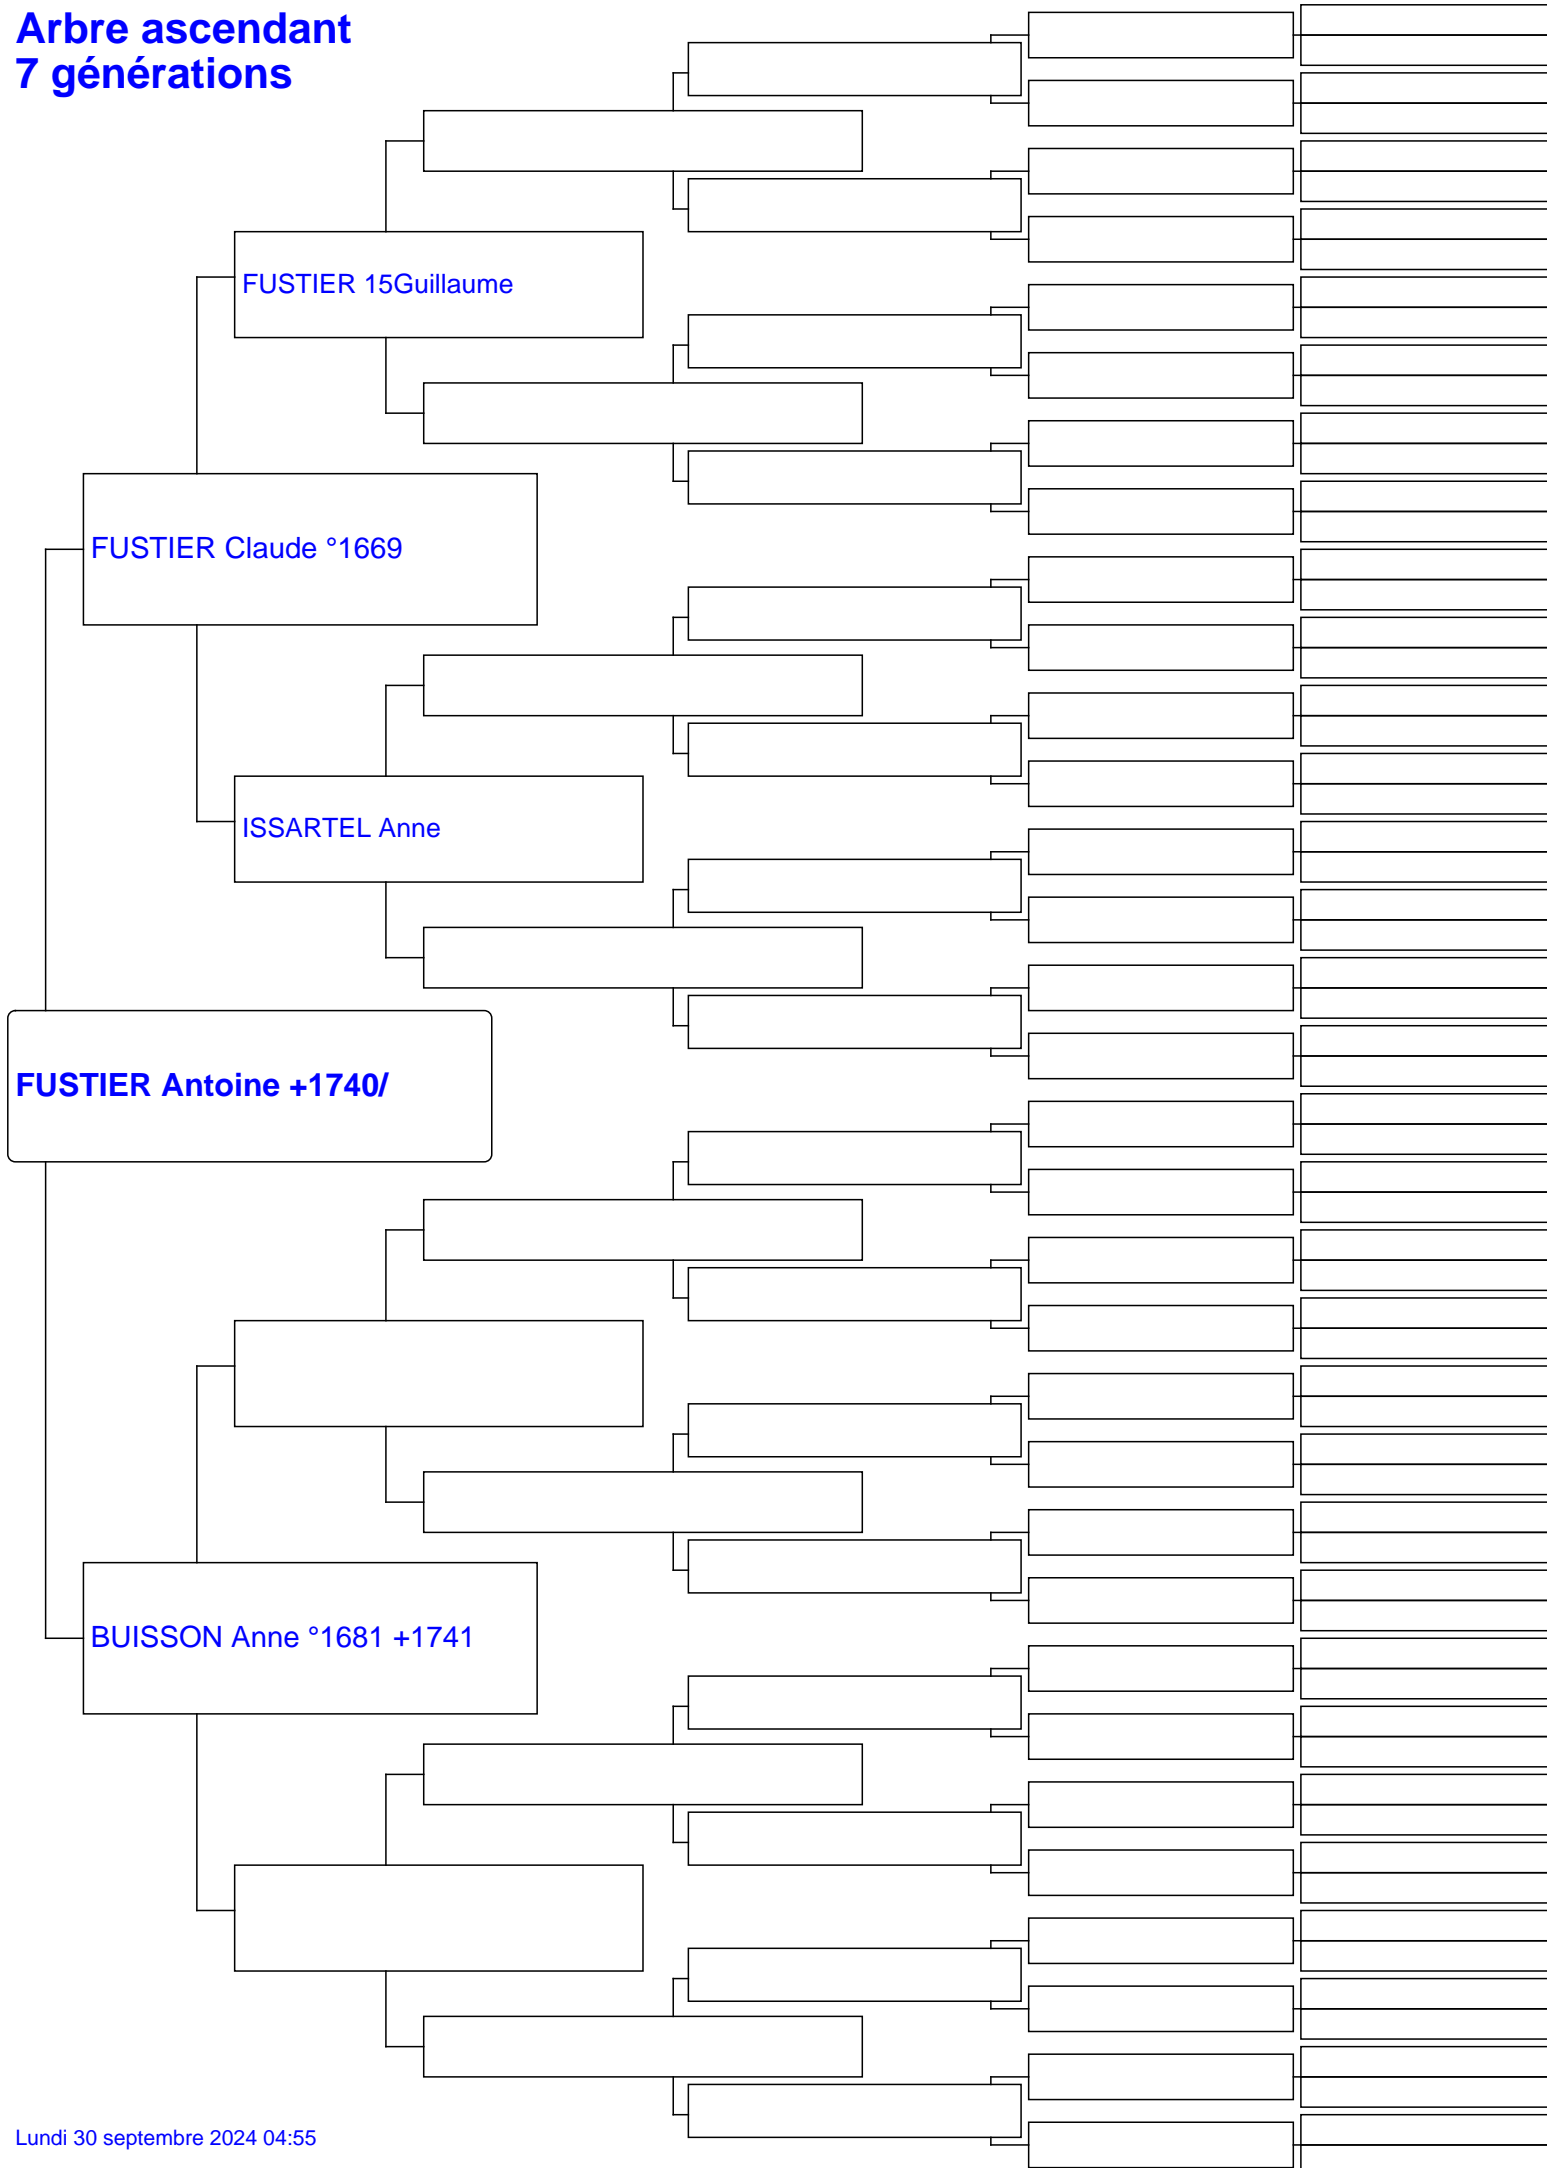 Arbre ascendant
7 générations
FUSTIER 15Guillaume
FUSTIER Claude °1669
ISSARTEL Anne
FUSTIER Antoine +1740/
BUISSON Anne °1681 +1741
Lundi 30 septembre 2024 04:55